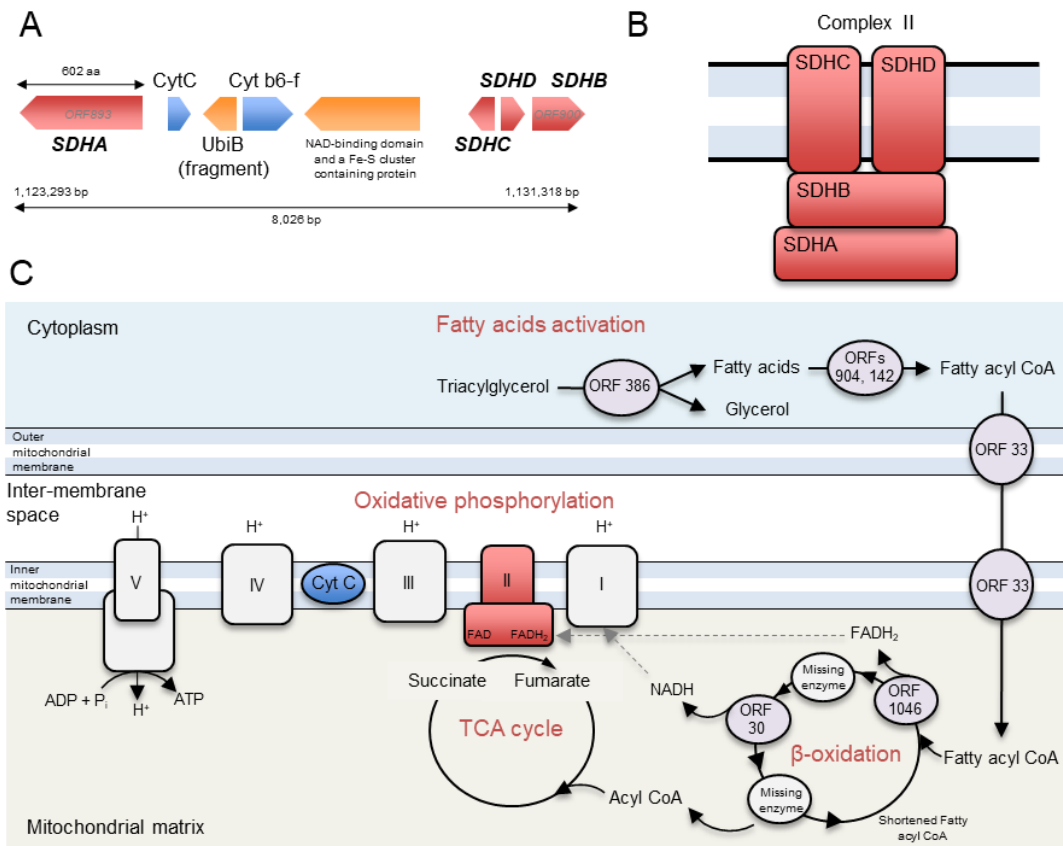 A
602 aa
CytC
Cyt b6-f
SDHD
SDHB
ORF893
ORF900
SDHA
UbiB
(fragment)
NAD-binding domain
and a Fe-S cluster
containing protein
SDHC
1,123,293 bp
1,131,318 bp
8,026 bp
B
Complex II
SDHC
SDHD
SDHB
SDHA
C
Cytoplasm
Fatty acids activation
Triacylglycerol
ORF 386
Fatty acids
Glycerol
ORFs
904, 142
Fatty acyl CoA
Outer
mitochondrial
membrane
ORF 33
Inter-membrane
space
Oxidative phosphorylation
H+
H+
H+
H+
Inner
mitochondrial
membrane
V
IV
Cyt C
III
II
I
ORF 33
FAD
FADH2
ADP + Pi
H+
ATP
Succinate
Fumarate
TCA cycle
NADH
FADH2
Missing
enzyme
ORF
1046
ORF
30
β-oxidation
Fatty acyl CoA
Missing
enzyme
Acyl CoA
Shortened Fatty
acyl CoA
Mitochondrial matrix